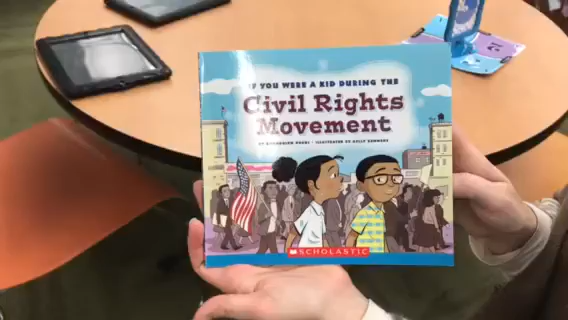 IF YOU WERE A KID DURING THE
Civil Rights
Movement
SCHOLASTIC